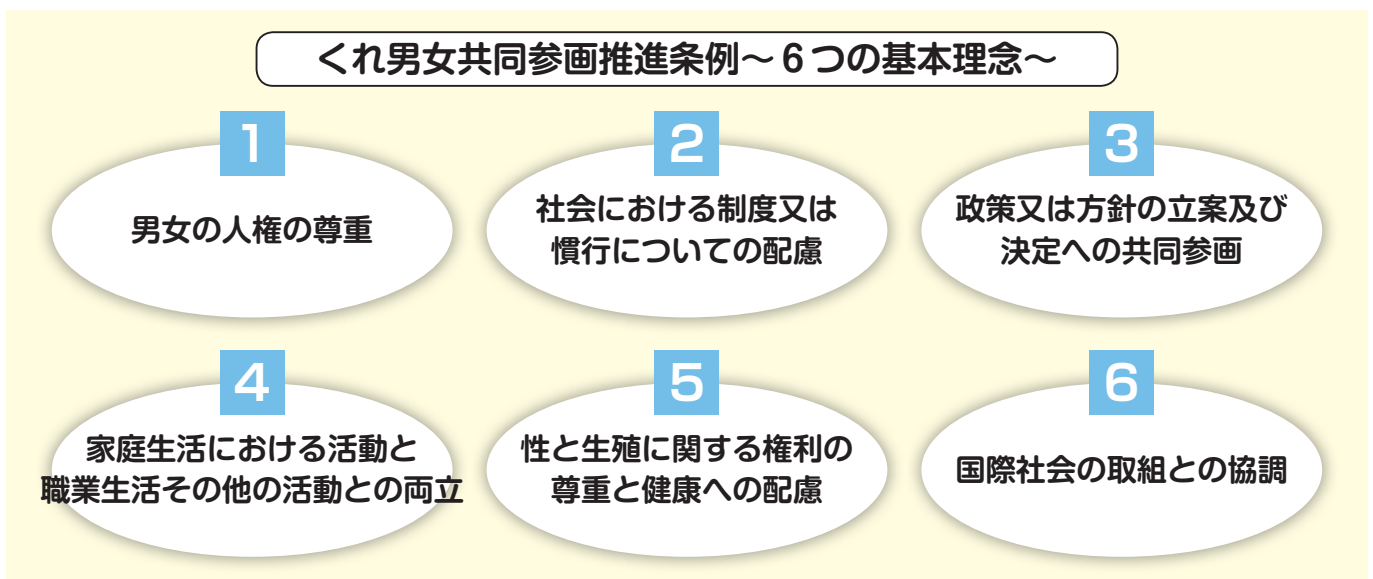 くれ男女共同参画推進条例～６つの基本理念～
1
男女の人権の尊重
2
社会における制度又は
慣行についての配慮
3
政策又は方針の立案及び
決定への共同参画
4
家庭生活における活動と
職業生活その他の活動との両立
5
性と生殖に関する権利の
尊重と健康への配慮
6
国際社会の取組との協調